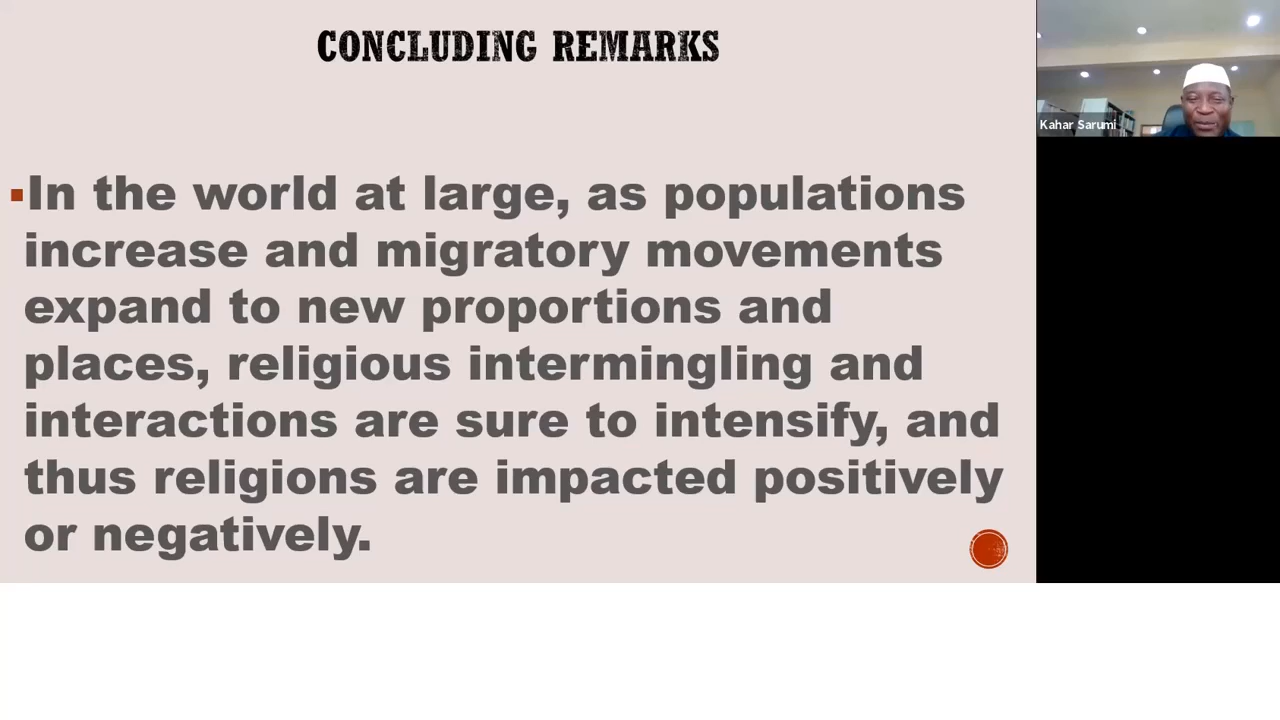 CONCLUDING REMARKS
Kahar Sarumi
In the world at large, as populations
increase and migratory movements
expand to new proportions and
places, religious intermingling and
interactions are sure to intensify, and
thus religions are impacted positively
or negatively.